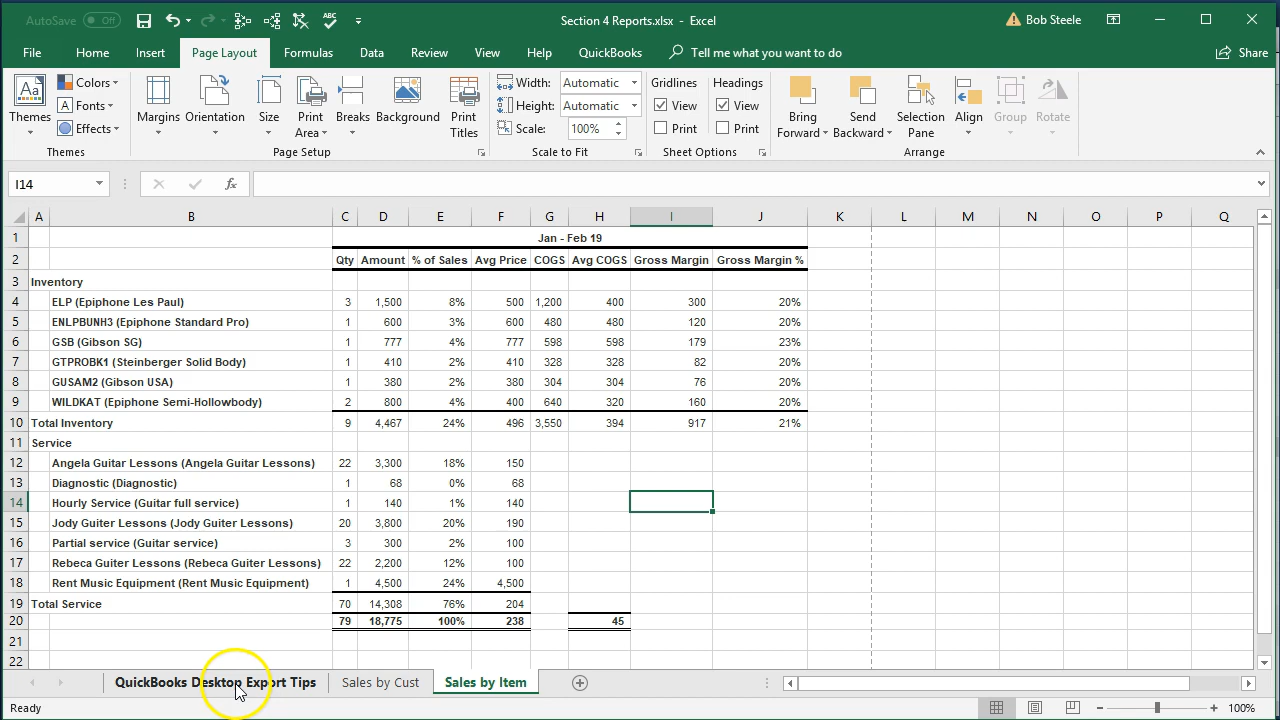 AutoSave Off Section 4 Reports.xlsx - Excel Bob Steele
File Home Insert Page Layout Formulas Data Review View Help QuickBooks Tell me what you want to do Share
Themes Colors Fonts Effects Margins Orientation Size Print Area Breaks Background Print Titles Width: Automatic Height: Automatic Scale: 100% Gridlines View Print Heading View Print Bring Forward Send Backward Selection Pane Align Group Rotate
Themes Page Setup Scale to Fit Sheet Options Arrange
I14 fx
A B C D E F G H I J K L M N O P Q
1 Jan - Feb 19
2 Qty Amount % of Sales Avg Price COGS Avg COGS Gross Margin Gross Margin %
3 Inventory
4 ELP (Epiphone Les Paul) 3 1,500 8% 500 1,200 400 300 20%
5 ENLPBUNH3 (Epiphone Standard Pro) 1 600 3% 600 480 480 120 20%
6 GSB (Gibson SG) 1 777 4% 777 598 598 179 23%
7 GTPROBK1 (Steinberger Solid Body) 1 410 2% 410 328 328 82 20%
8 GUSAM2 (Gibson USA) 1 380 2% 380 304 304 76 20%
9 WILDKAT (Epiphone Semi-Hollowbody) 2 800 4% 400 640 320 160 20%
10 Total Inventory 9 4,467 24% 496 3,550 394 917 21%
11 Service
12 Angela Guitar Lessons (Angela Guitar Lessons) 22 3,300 18% 150
13 Diagnostic (Diagnostic) 1 68 0% 68
14 Hourly Service (Guitar full service) 1 140 1% 140
15 Jody Guiter Lessons (Jody Guiter Lessons) 20 3,800 20% 190
16 Partial service (Guitar service) 3 300 2% 100
17 Rebeca Guiter Lessons (Rebeca Guiter Lessons) 22 2,200 12% 100
18 Rent Music Equipment (Rent Music Equipment) 1 4,500 24% 4,500
19 Total Service 70 14,308 76% 204
20 79 18,775 100% 238 45
21
22
QuickBooks Desktop Export Tips Sales by Cust Sales by Item
Ready 100%